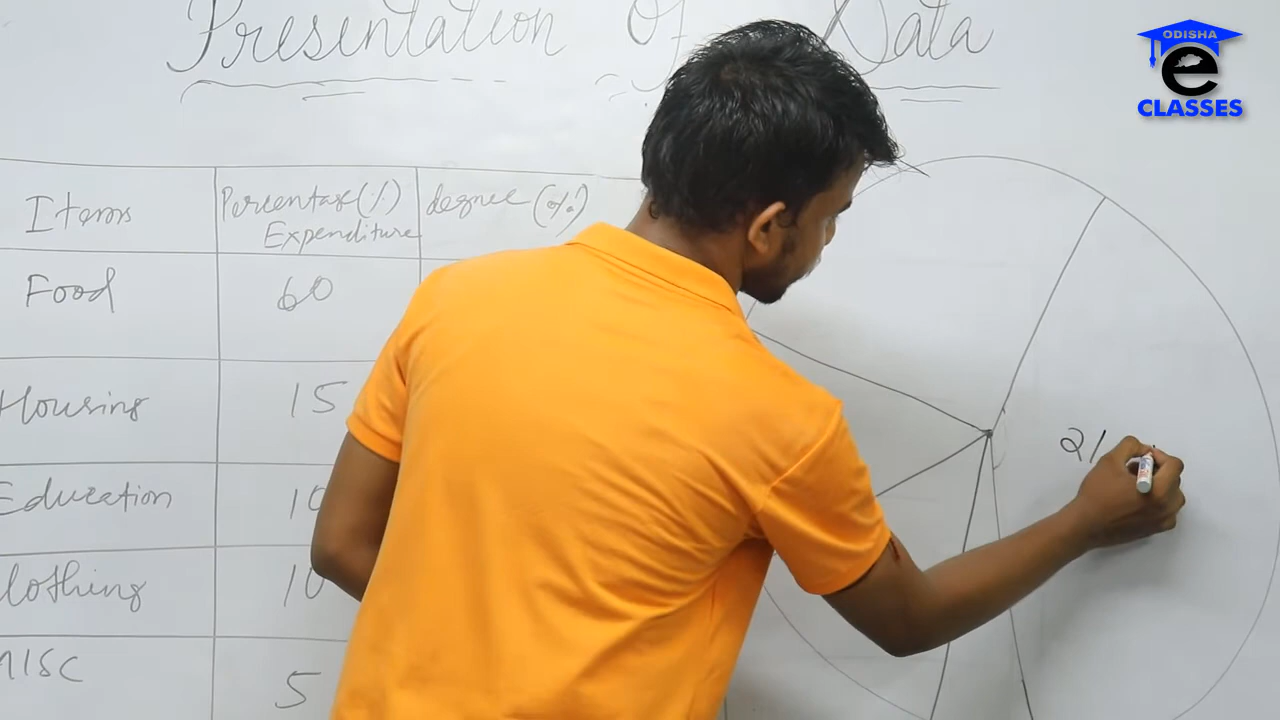 Presentation Of Data
ODISHA
e
CLASSES
Items
Percentage (%)
Expenditure
degree (%)
Food
60
Housing
15
Education
10
Clothing
10
MISC
5
21